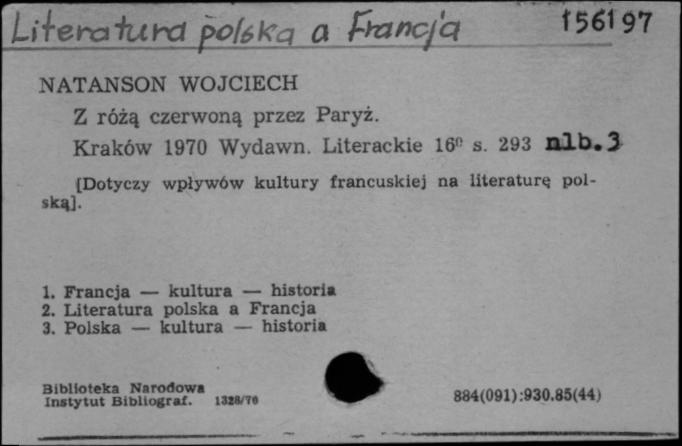 Literatura polska a Francja 156197
NATANSON WOJCIECH
Z różą czerwoną przez Paryż.
Kraków 1970 Wydawn. Literackie 16⁰ s. 293 nlb. 3
[Dotyczy wpływów kultury francuskiej na literaturę pol-
ską].
1. Francja — kultura — historia
2. Literatura polska a Francja
3. Polska — kultura — historia
Biblioteka Narodowa
Instytut Bibliograf. 1328/70 884(091):930.85(44)